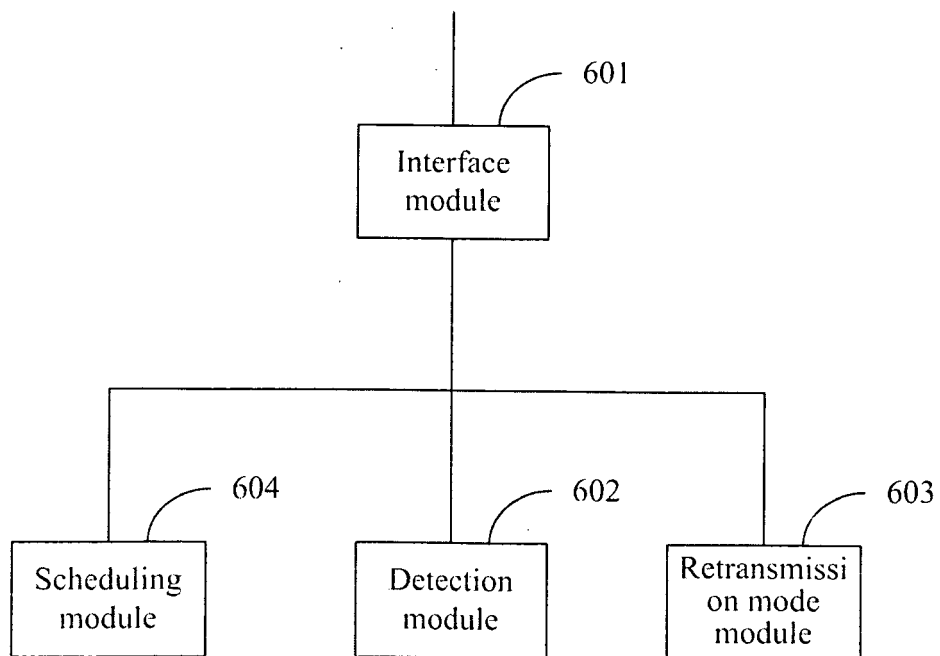 601
Interface
module
604
602
603
Scheduling
module
Detection
module
Retransmissi
on mode
module